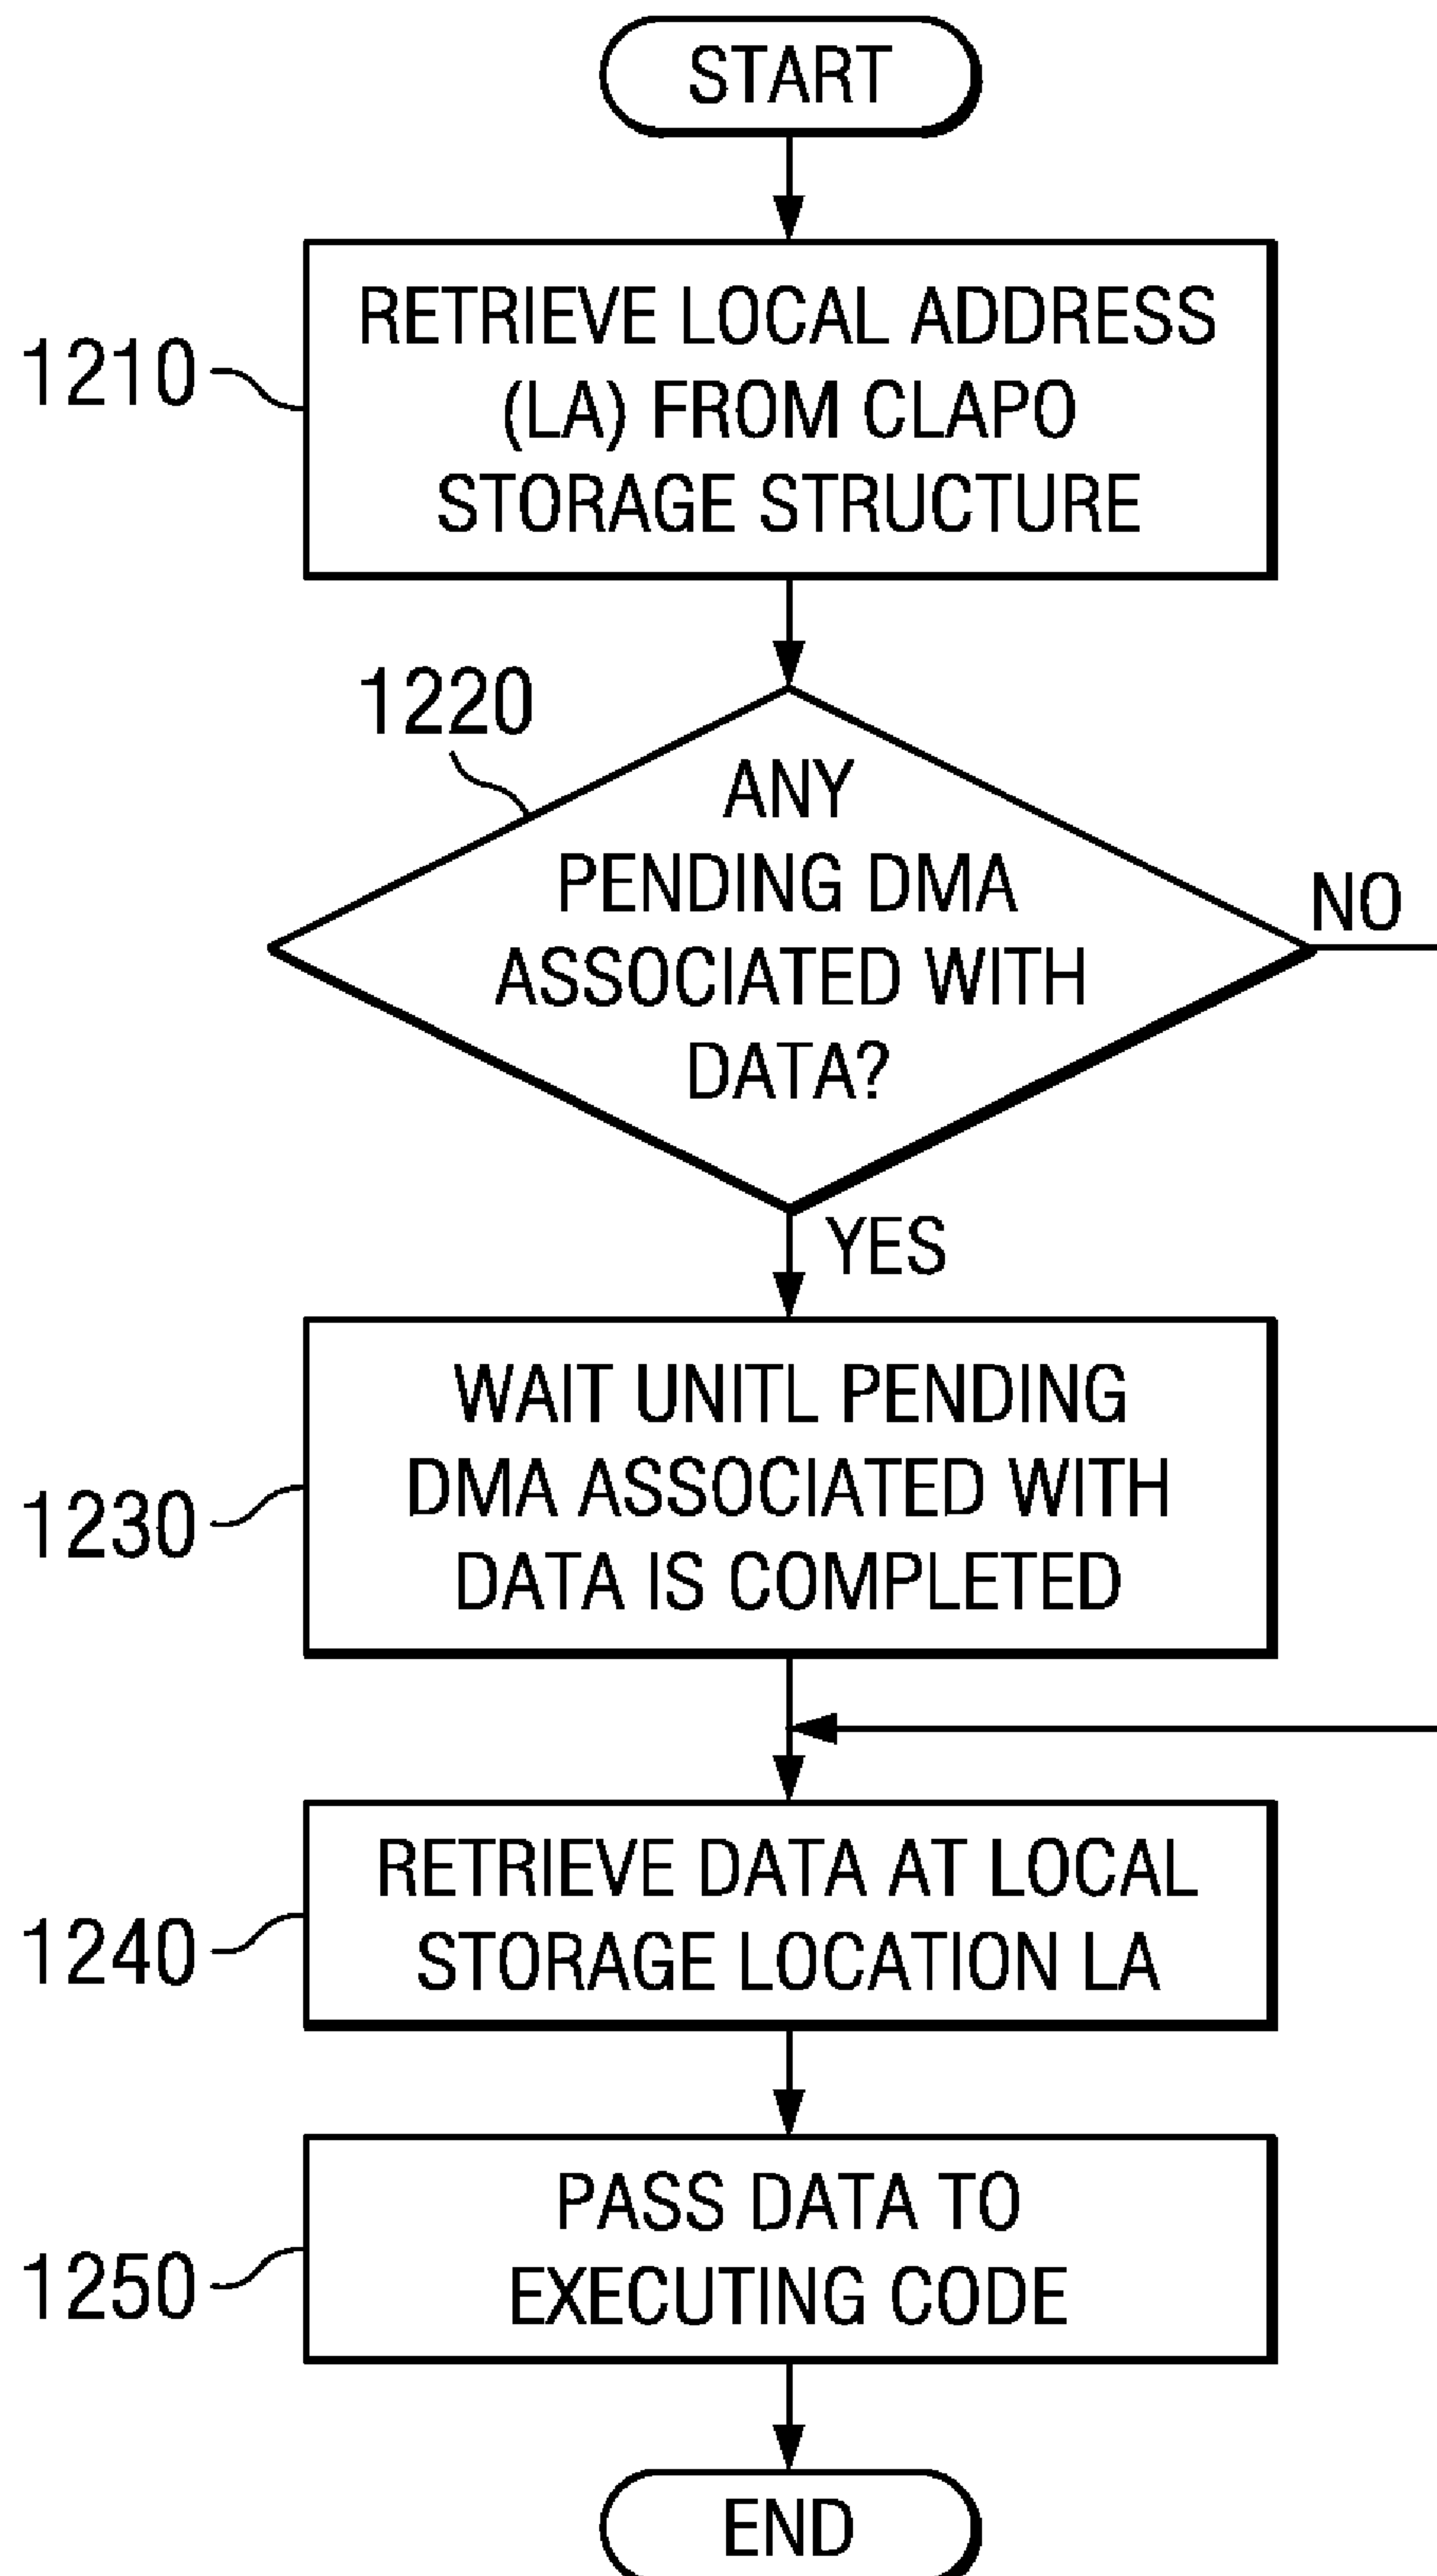 START
1210
RETRIEVE LOCAL ADDRESS
(LA) FROM CLAPO
STORAGE STRUCTURE
1220
ANY
PENDING DMA
ASSOCIATED WITH
DATA?
NO
YES
1230
WAIT UNITL PENDING
DMA ASSOCIATED WITH
DATA IS COMPLETED
1240
RETRIEVE DATA AT LOCAL
STORAGE LOCATION LA
1250
PASS DATA TO
EXECUTING CODE
END